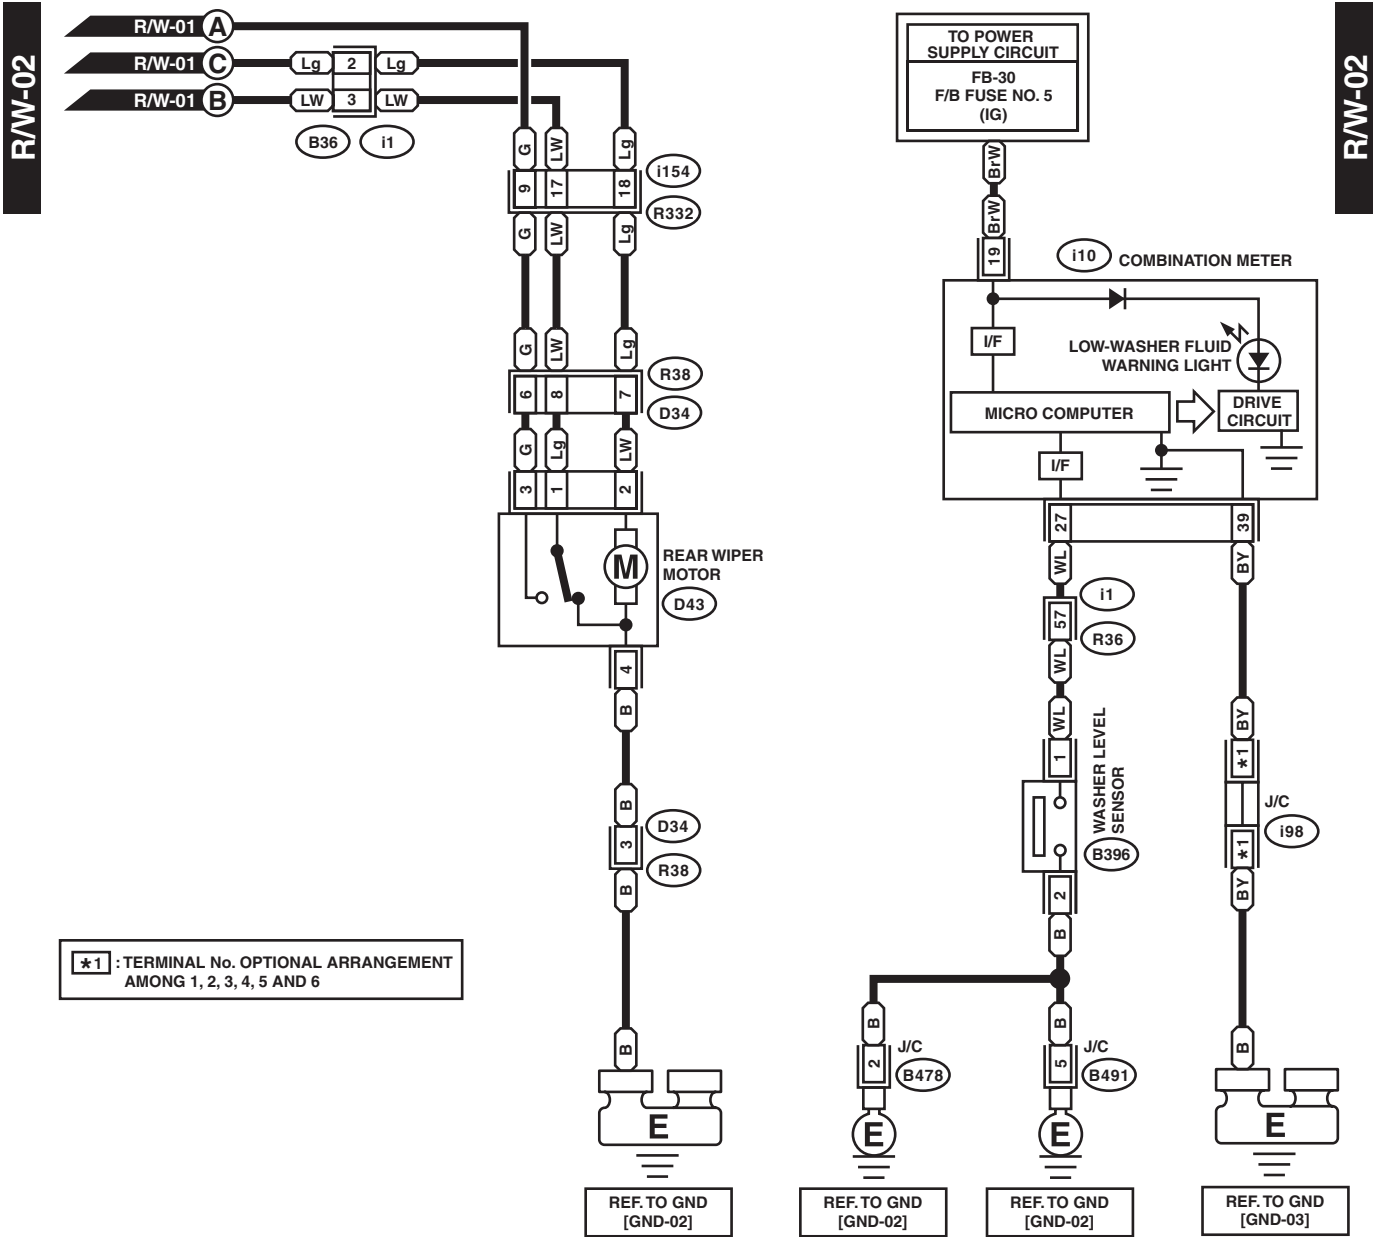 R/W-02
R/W-02
R/W-01 A
R/W-01 C
R/W-01 B
Lg 2 Lg
LW 3 LW
B36 i1
G LW Lg
9 17 18
i154
R332
G LW Lg
G LW Lg
R38
6 8 7
D34
G Lg LW
3 1 2
M
REAR WIPER
MOTOR
D43
4
B
B
D34
3
R38
B
B
E
REF. TO GND
[GND-02]
*1 : TERMINAL No. OPTIONAL ARRANGEMENT
AMONG 1, 2, 3, 4, 5 AND 6
TO POWER
SUPPLY CIRCUIT
FB-30
F/B FUSE NO. 5
(IG)
BrW
BrW
19
i10 COMBINATION METER
I/F
LOW-WASHER FLUID
WARNING LIGHT
MICRO COMPUTER
DRIVE
CIRCUIT
I/F
27 39
WL BY
i1
57
R36
WL
WL BY
1 *1
WASHER LEVEL
SENSOR
B396
J/C
i98
*1
2 BY
B
B B B
2 J/C
B478
5 J/C
B491
E E E
REF. TO GND
[GND-02]
REF. TO GND
[GND-02]
REF. TO GND
[GND-03]